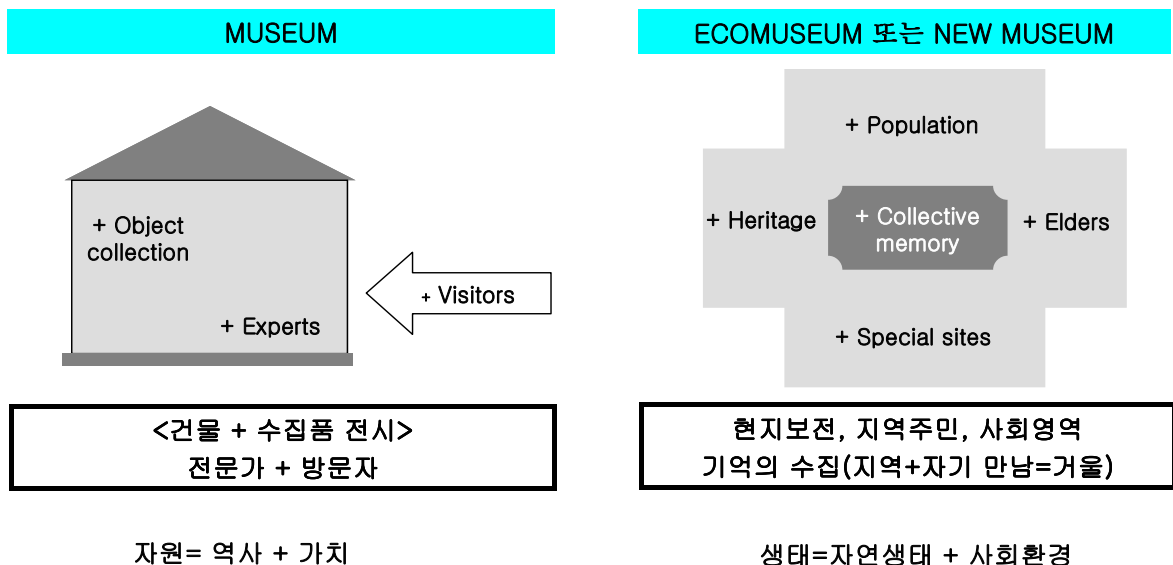 MUSEUM
+ Object
collection
+ Experts
+ Visitors
<건물 + 수집품 전시>
전문가 + 방문자
자원= 역사 + 가치
ECOMUSEUM 또는 NEW MUSEUM
+ Population
+ Heritage
+ Collective
memory
+ Elders
+ Special sites
현지보전, 지역주민, 사회영역
기억의 수집(지역+자기 만남=거울)
생태=자연생태 + 사회환경